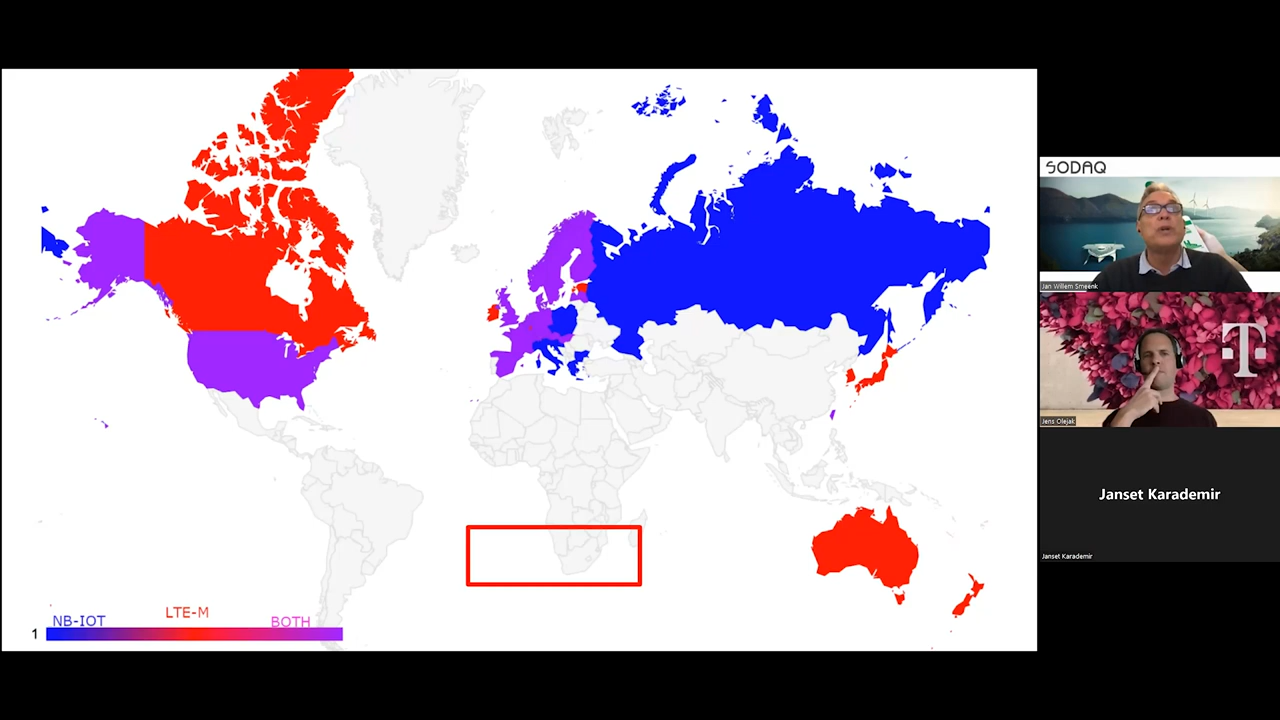 NB-IOT
LTE-M
BOTH
1
SODAQ
Jan Willem Smeenk
T
Jens Olejak
Janset Karademir
Janset Karademir